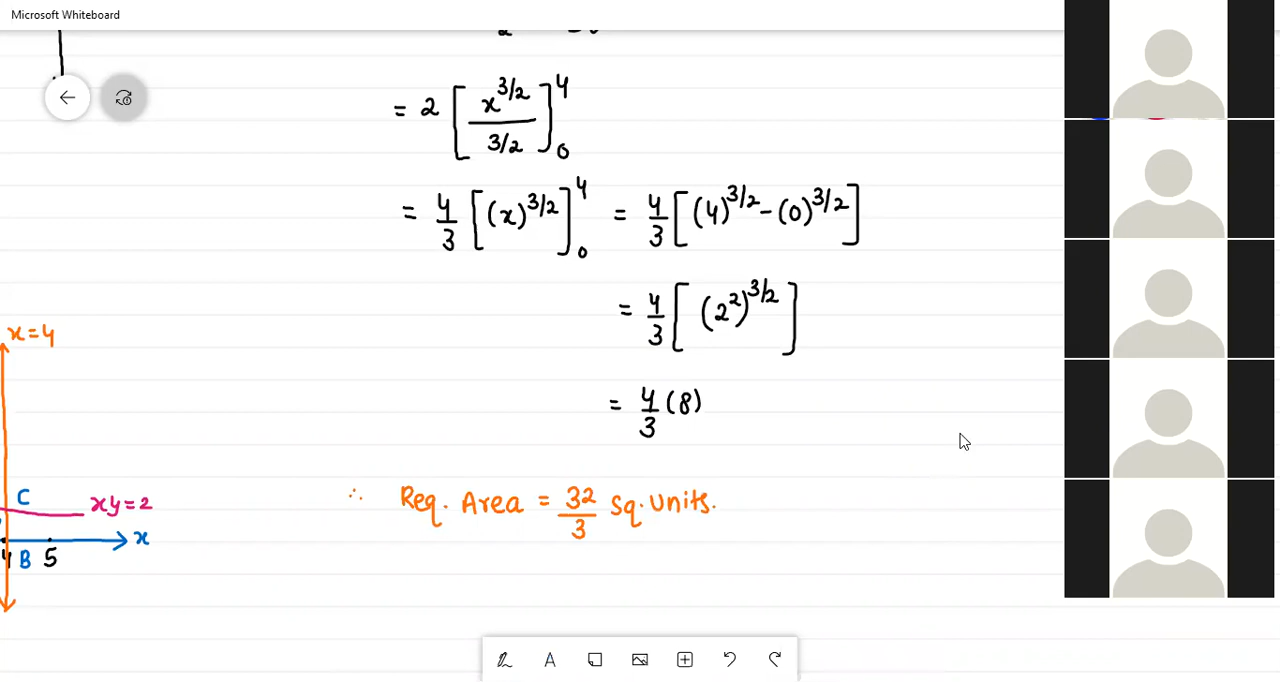 Microsoft Whiteboard
= 2 [ x^3/2 / 3/2 ]_0^4
= 4/3 [ (x)^3/2 ]_0^4 = 4/3 [ (4)^3/2 - (0)^3/2 ]
= 4/3 [ (2^2)^3/2 ]
x = 4
= 4/3 (8)
C
xy = 2
∴ Req. Area = 32/3 Sq. Units.
x
4 B 5